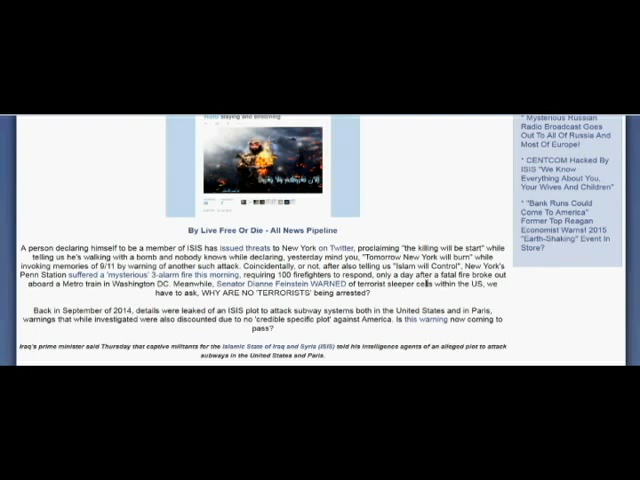 staying and
By Live Free Or Die - All News Pipeline
A person declaring himself to be a member of ISIS has issued threats to New York on Twitter, proclaiming "the killing will be start" while
telling us he's walking with a bomb and nobody knows while declaring, yesterday mind you, "Tomorrow New York will burn" while
invoking memories of 9/11 by warning of another such attack. Coincidentally, or not, after also telling us "Islam will Control", New York's
Penn Station suffered a 'mysterious' 3-alarm fire this morning, requiring 100 firefighters to respond, only a day after a fatal fire broke out
aboard a Metro train in Washington DC. Meanwhile, Senator Dianne Feinstein WARNED of terrorist sleeper cells within the US, we
have to ask, WHY ARE NO 'TERRORISTS' being arrested?
Back in September of 2014, details were leaked of an ISIS plot to attack subway systems both in the United States and in Paris,
warnings that while investigated were also discounted due to no 'credible specific plot' against America. Is this warning now coming to
pass?
Iraq's prime minister said Thursday that captive militants for the Islamic State of Iraq and Syria (ISIS) told his intelligence agents of an alleged plot to attack
subways in the United States and Paris.
* Mysterious Russian
Radio Broadcast Goes
Out To All Of Russia And
Most Of Europe!
* CENTCOM Hacked By
ISIS "We Know
Everything About You,
Your Wives And Children"
* "Bank Runs Could
Come To America"
Former Top Reagan
Economist Warns! 2015
"Earth-Shaking" Event In
Store?